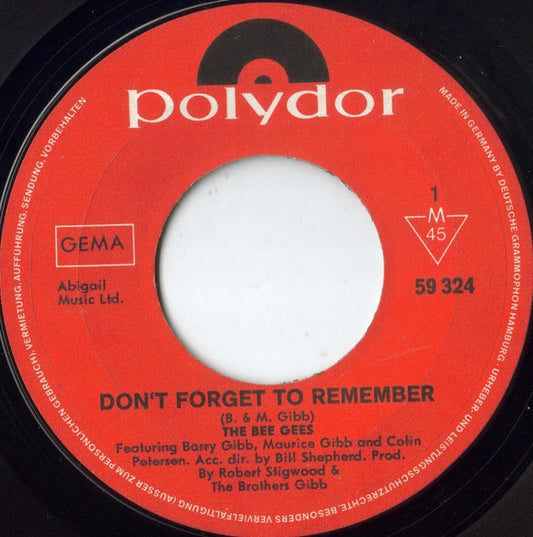 polydor
1
M
45
GEMA
Abigail
Music Ltd.
59 324
DON'T FORGET TO REMEMBER
(B. & M. Gibb)
THE BEE GEES
Featuring Barry Gibb, Maurice Gibb and Colin
Petersen. Acc. dir. by Bill Shepherd. Prod.
By Robert Stigwood &
The Brothers Gibb
MADE IN GERMANY BY DEUTSCHE GRAMMOPHON HAMBURG · URHEBER- UND LEISTUNGSSCHUTZRECHTE, BESONDERS VERVIELFÄLTIGUNG (AUSSER ZUM PERSÖNLICHEN GEBRAUCH), VERMIETUNG, AUFFÜHRUNG, SENDUNG, VORBEHALTEN